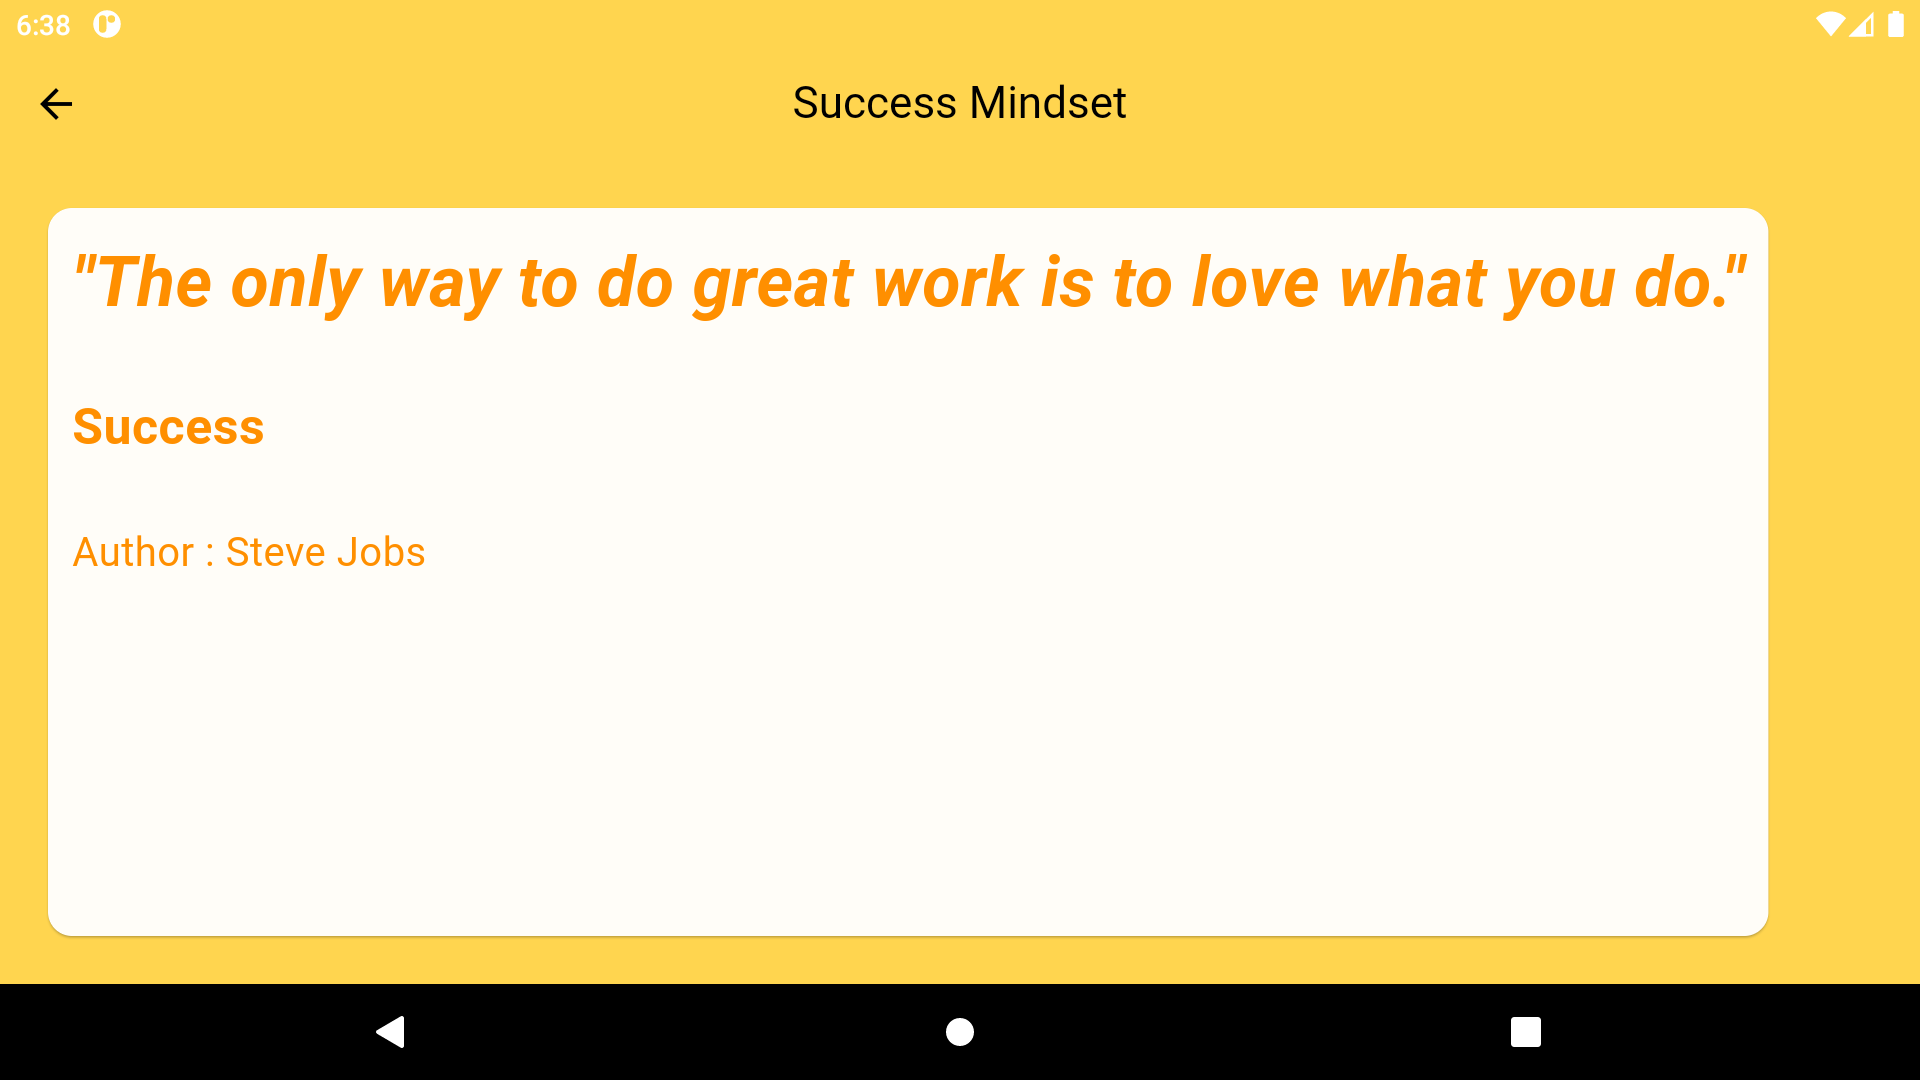 6:38
Success Mindset
"The only way to do great work is to love what you do."
Success
Author : Steve Jobs